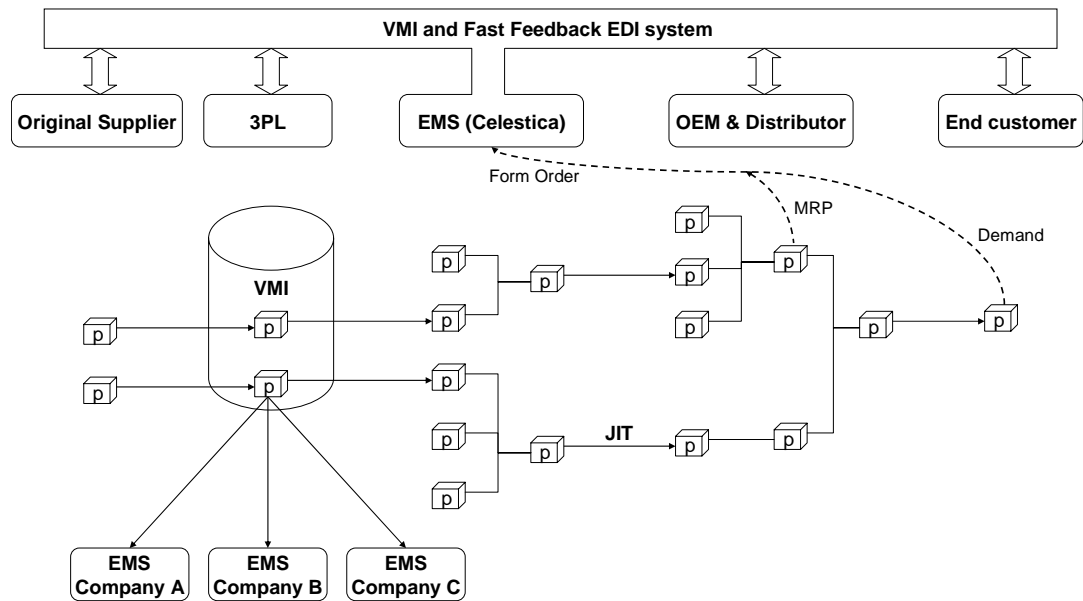 VMI and Fast Feedback EDI system
Original Supplier
3PL
EMS (Celestica)
OEM & Distributor
End customer
Form Order
MRP
Demand
p
p
p
p
p
VMI
p
p
p
p
p
p
p
p
p
p
p
JIT
p
p
p
p
p
EMS
Company A
EMS
Company B
EMS
Company C